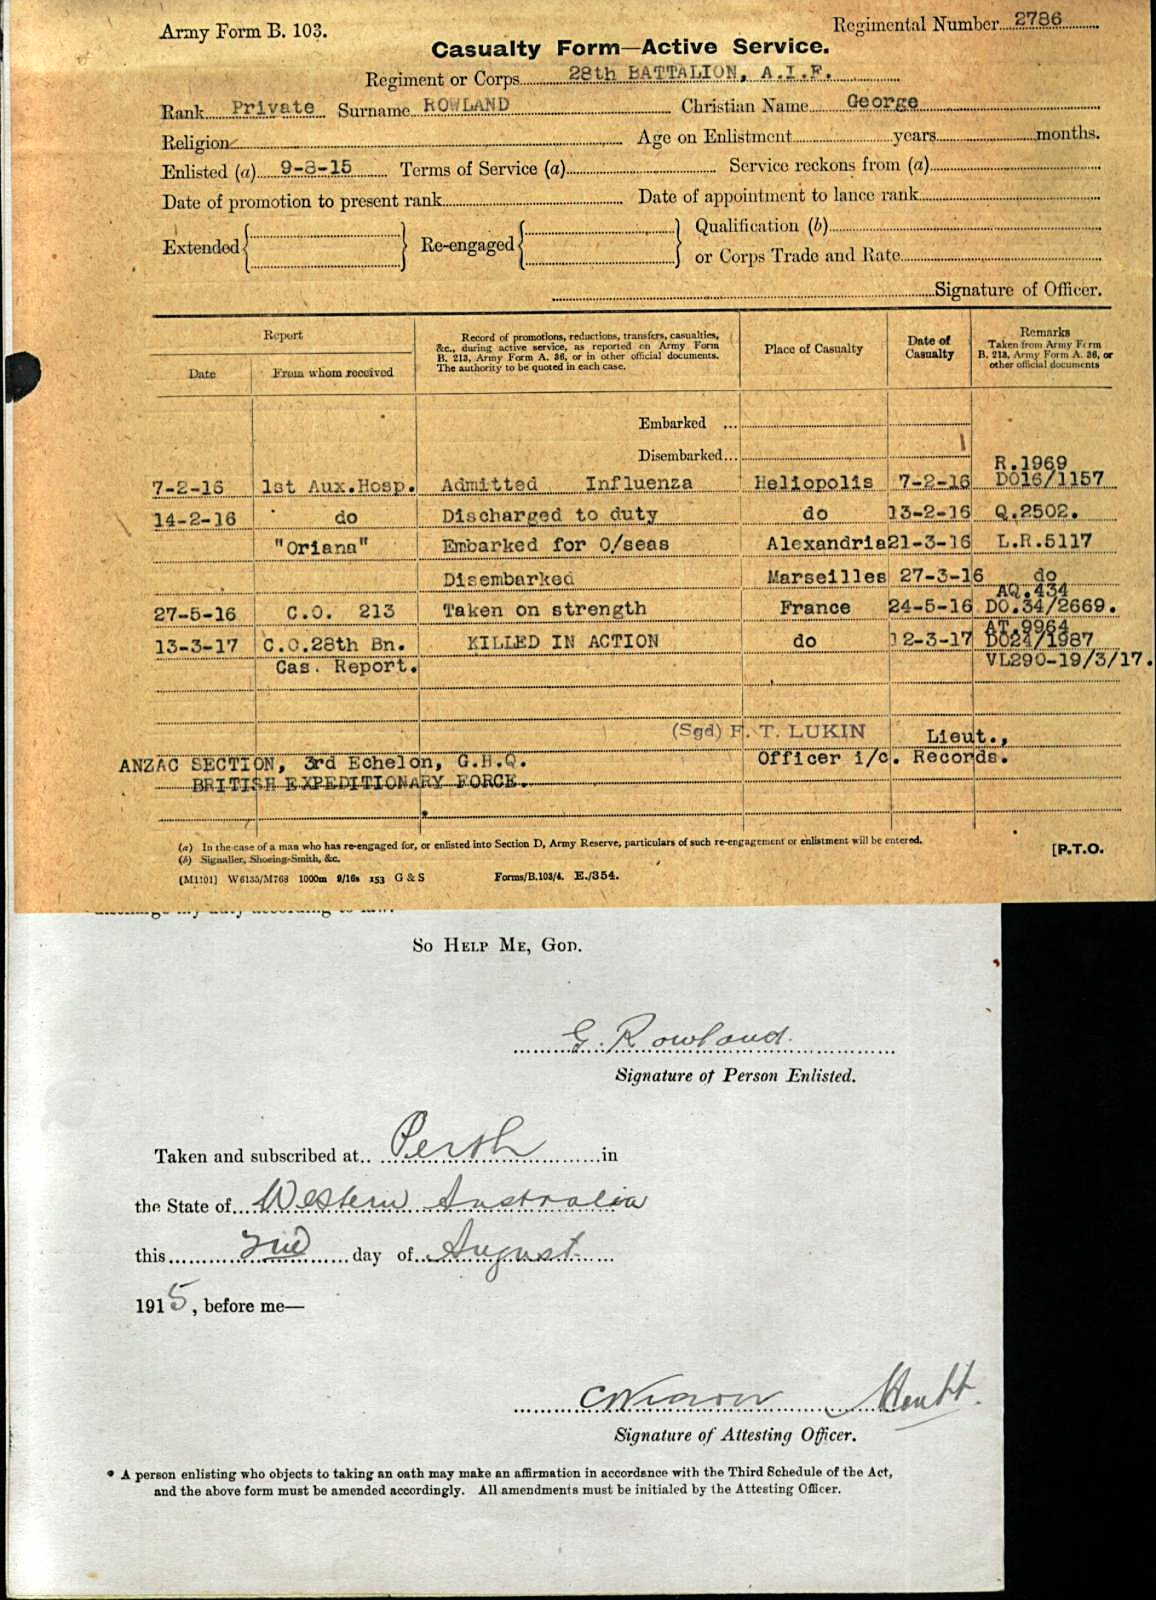 Army Form B. 103.
Regimental Number 2786
Casualty Form—Active Service.
Regiment or Corps 28th BATTALION, A.I.F.
Rank Private Surname ROWLAND Christian Name George
Religion Age on Enlistment years months.
Enlisted (a) 9-8-15 Terms of Service (a) Service reckons from (a)
Date of promotion to present rank Date of appointment to lance rank
Extended { } Re-engaged { } Qualification (b)
or Corps Trade and Rate
Signature of Officer.
Report
Date From whom received
Record of promotions, reductions, transfers, casualties,
&c., during active service, as reported on Army Form
B. 213, Army Form A. 36, or in other official documents.
The authority to be quoted in each case.
Place of Casualty
Date of
Casualty
Remarks
Taken from Army Form
B. 213, Army Form A. 36, or
other official documents
Embarked ...
Disembarked...
R.1969
7-2-16 1st Aux.Hosp. Admitted Influenza Heliopolis 7-2-16 DO16/1157
14-2-16 do Discharged to duty do 13-2-16 Q.2502.
"Oriana" Embarked for O/seas Alexandria 21-3-16 L.R.5117
Disembarked Marseilles 27-3-16 do
AQ.434
27-5-16 C.O. 213 Taken on strength France 24-5-16 DO.34/2669.
AT.9964
13-3-17 C.O.28th Bn. KILLED IN ACTION do 12-3-17 DO24/1987
Cas. Report. VL290-19/3/17.
(Sgd) F. T. LUKIN Lieut.,
ANZAC SECTION, 3rd Echelon, G.H.Q. Officer i/c. Records.
BRITISH EXPEDITIONARY FORCE.
(a) In the case of a man who has re-engaged for, or enlisted into Section D, Army Reserve, particulars of such re-engagement or enlistment will be entered.
(b) Signaller, Shoeing-Smith, &c.
[P.T.O.
(M1101) W6135/M768 1000m 9/16s 153 G & S Forms/B.103/4. E./354.
discharge my duty according to law.
So Help Me, God.
G. Rowland.
Signature of Person Enlisted.
Taken and subscribed at Perth in
the State of Western Australia
this 2nd day of August
1915, before me—
Signature of Attesting Officer.
* A person enlisting who objects to taking an oath may make an affirmation in accordance with the Third Schedule of the Act,
and the above form must be amended accordingly. All amendments must be initialed by the Attesting Officer.